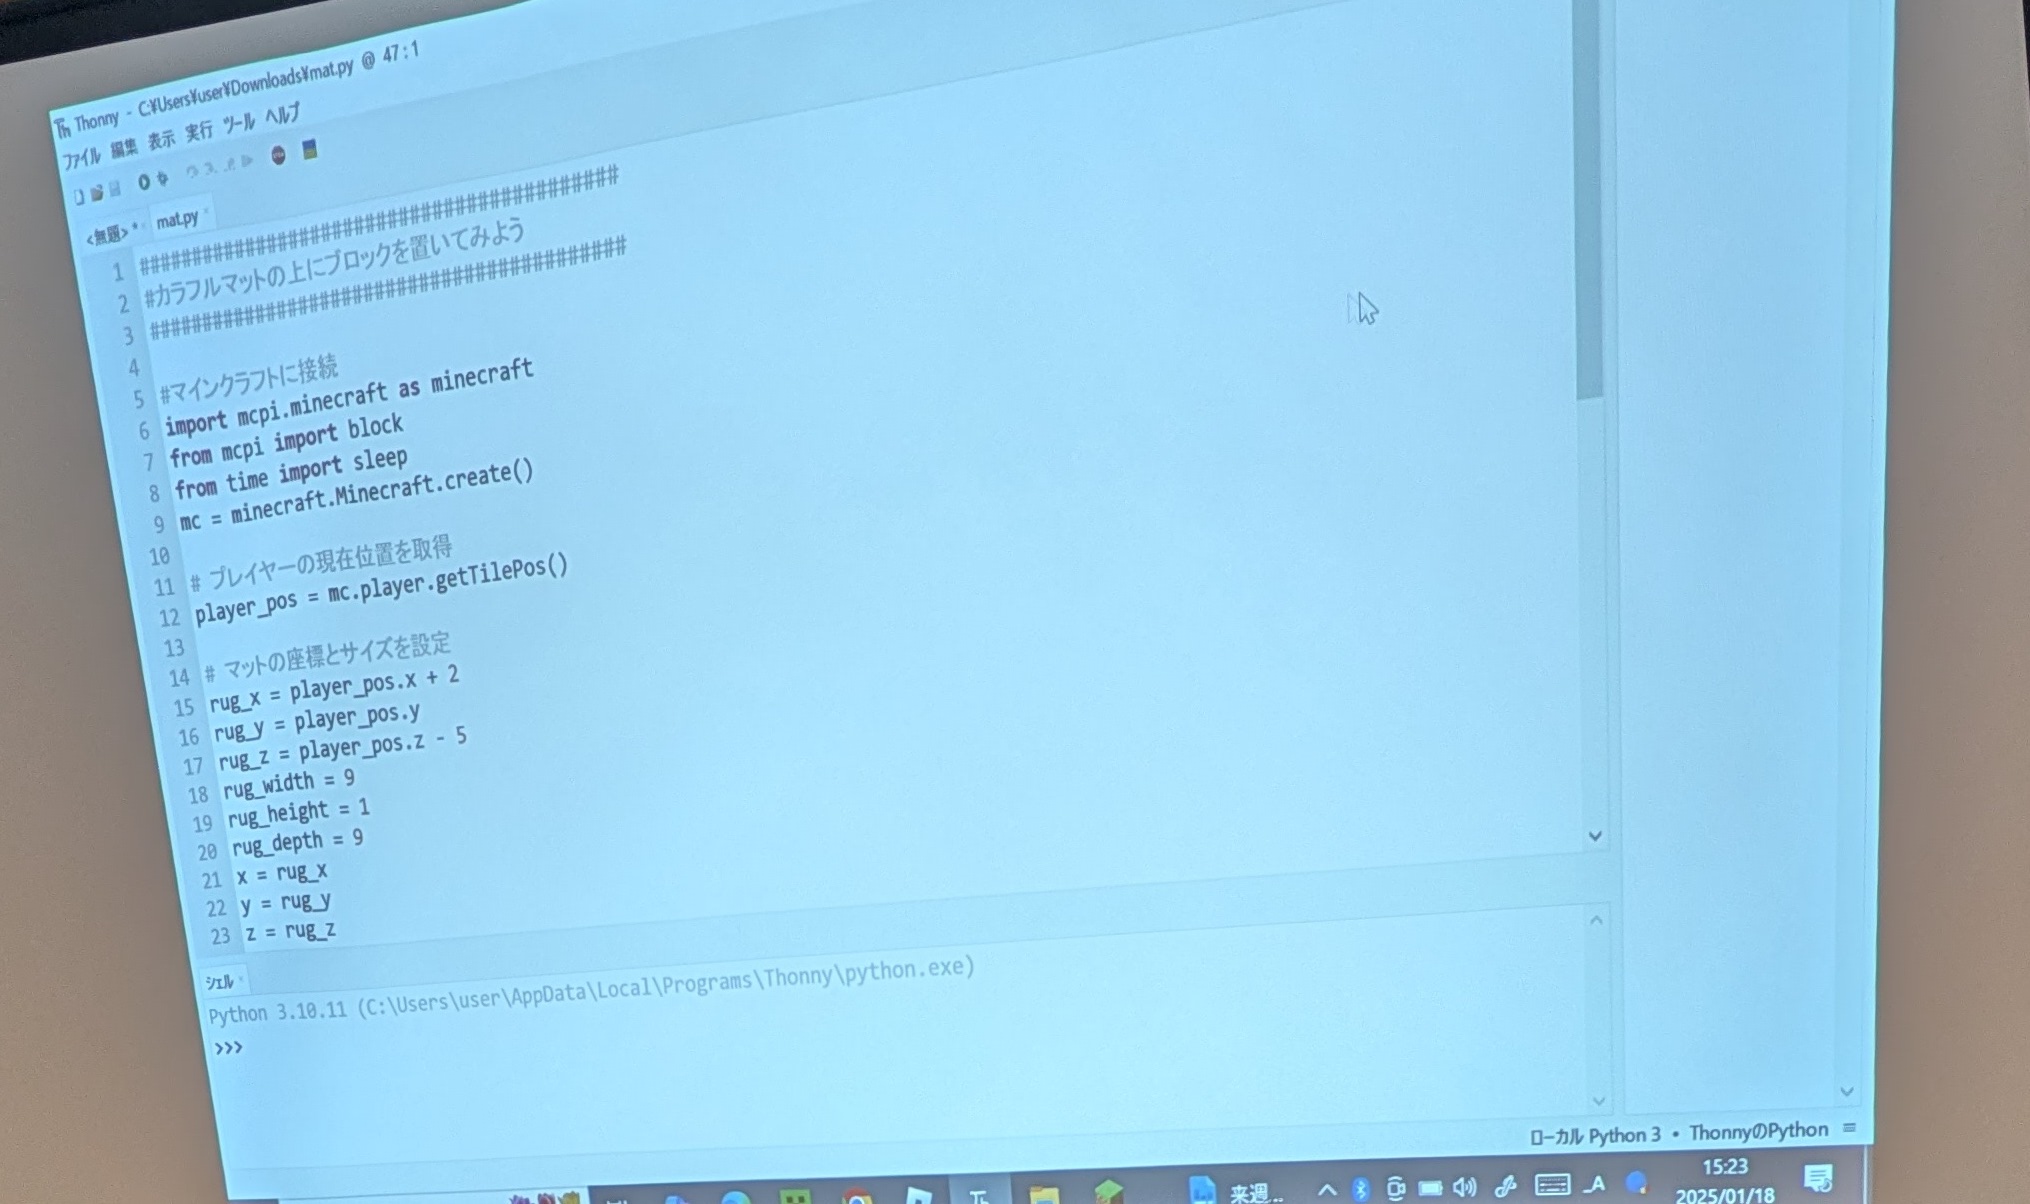 Thonny - C:¥Users¥user¥Downloads¥mat.py @ 47:1
ファイル 編集 表示 実行 ツール ヘルプ
<無題> * mat.py
1 ###########################################
2 #カラフルマットの上にブロックを置いてみよう
3 ###########################################
4
5 #マインクラフトに接続
6 import mcpi.minecraft as minecraft
7 from mcpi import block
8 from time import sleep
9 mc = minecraft.Minecraft.create()
10
11 # プレイヤーの現在位置を取得
12 player_pos = mc.player.getTilePos()
13
14 # マットの座標とサイズを設定
15 rug_x = player_pos.x + 2
16 rug_y = player_pos.y
17 rug_z = player_pos.z - 5
18 rug_width = 9
19 rug_height = 1
20 rug_depth = 9
21 x = rug_x
22 y = rug_y
23 z = rug_z
シェル
Python 3.10.11 (C:\Users\user\AppData\Local\Programs\Thonny\python.exe)
>>>
ローカル Python 3 • ThonnyのPython
来週... A 15:23
2025/01/18